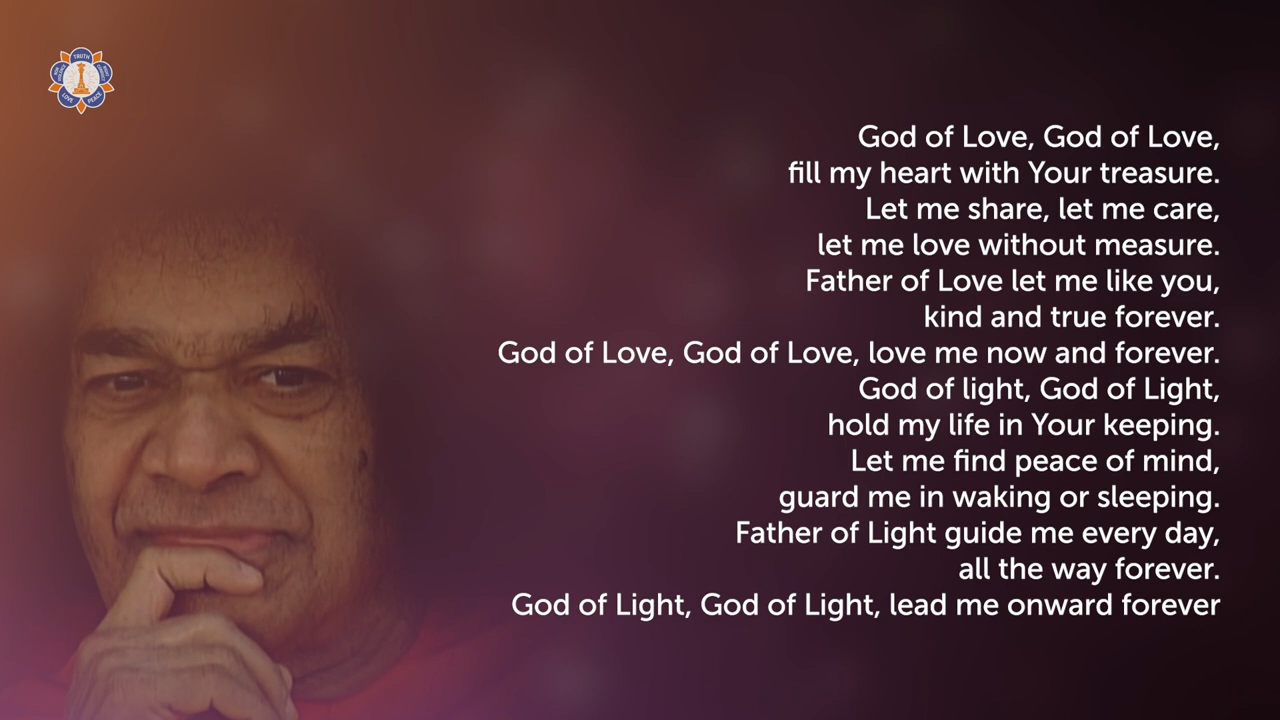 TRUTH
LOVE
PEACE
God of Love, God of Love,
fill my heart with Your treasure.
Let me share, let me care,
let me love without measure.
Father of Love let me like you,
kind and true forever.
God of Love, God of Love, love me now and forever.
God of light, God of Light,
hold my life in Your keeping.
Let me find peace of mind,
guard me in waking or sleeping.
Father of Light guide me every day,
all the way forever.
God of Light, God of Light, lead me onward forever